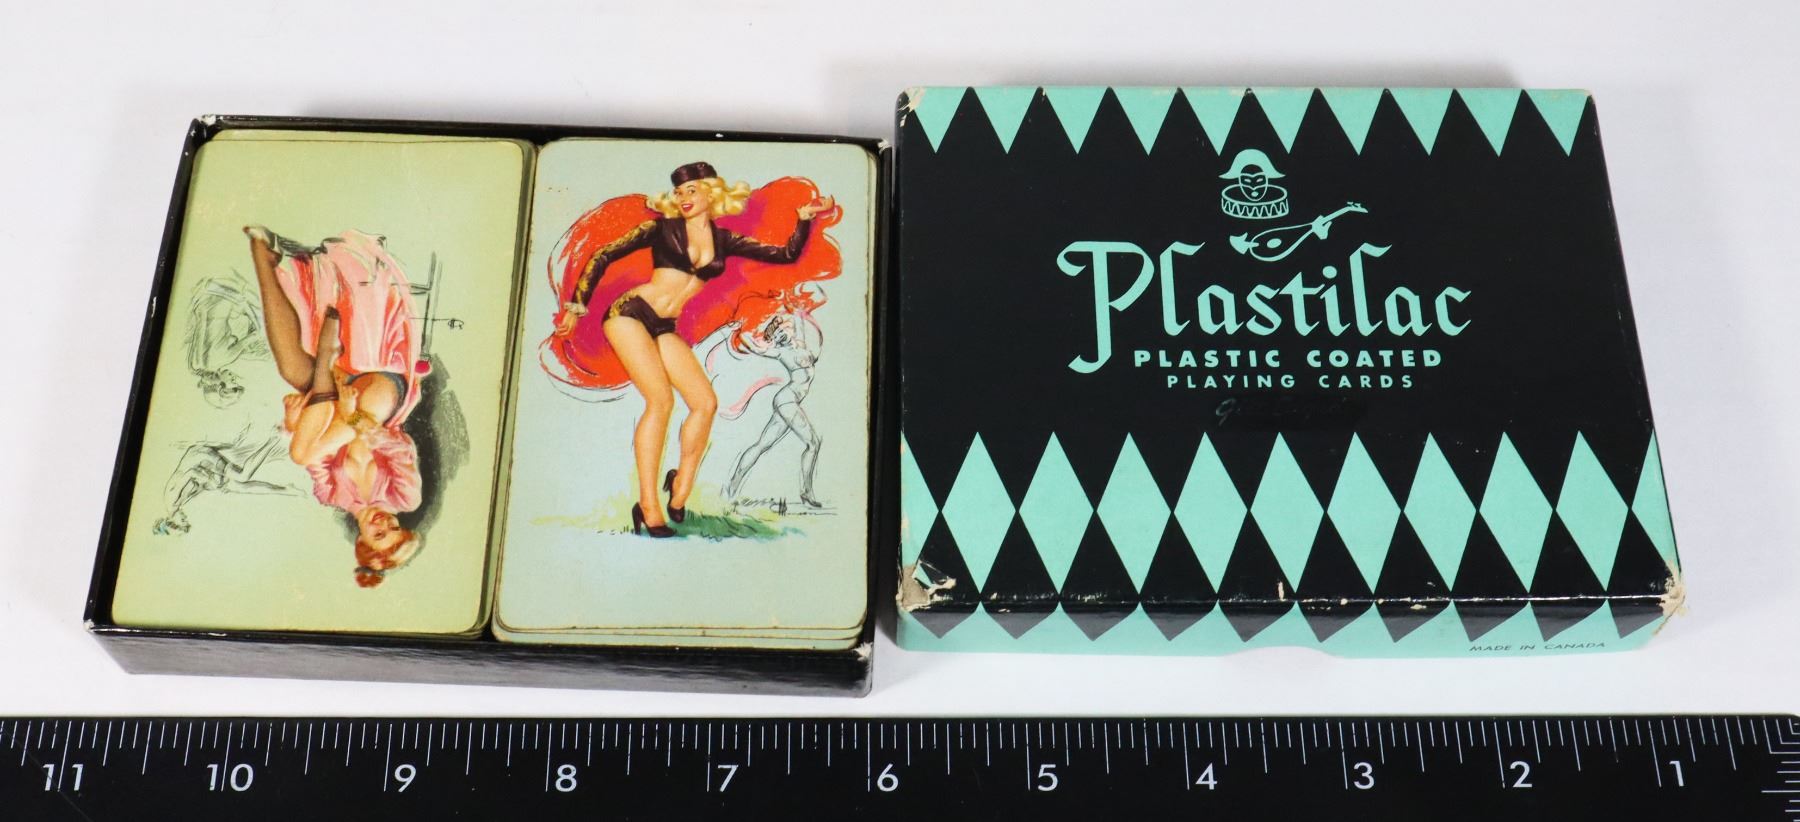 Plastilac
PLASTIC COATED
PLAYING CARDS
MADE IN CANADA
11 10 9 8 7 6 5 4 3 2 1